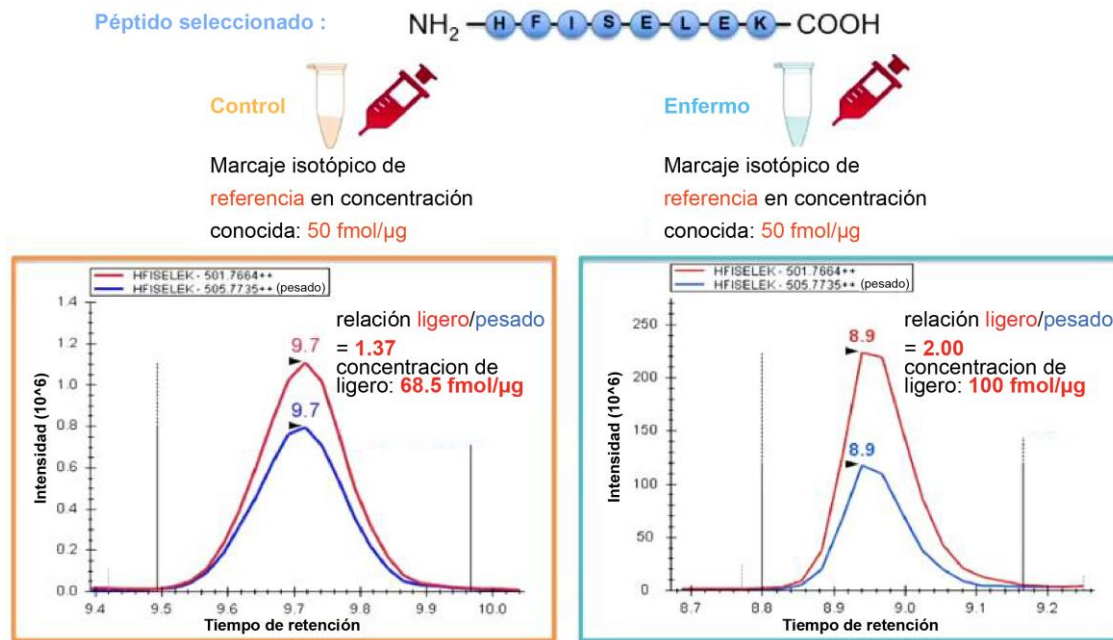 Péptido seleccionado :
NH2 H F I S E L E K COOH
Control
Marcaje isotópico de
referencia en concentración
conocida: 50 fmol/µg
Enfermo
Marcaje isotópico de
referencia en concentración
conocida: 50 fmol/µg
HFISELEK - 501.7664++
HFISELEK - 505.7735++ (pesado)
relación ligero/pesado
= 1.37
concentracion de
ligero: 68.5 fmol/µg
9.7
9.7
Intensidad (10^6)
1.4
1.2
1.0
0.8
0.6
0.4
0.2
0.0
9.4 9.5 9.6 9.7 9.8 9.9 10.0
Tiempo de retención
HFISELEK - 501.7664++
HFISELEK - 505.7735++ (pesado)
relación ligero/pesado
= 2.00
concentracion de
ligero: 100 fmol/µg
8.9
8.9
Intensidad (10^6)
250
200
150
100
50
0
8.7 8.8 8.9 9.0 9.1 9.2
Tiempo de retención